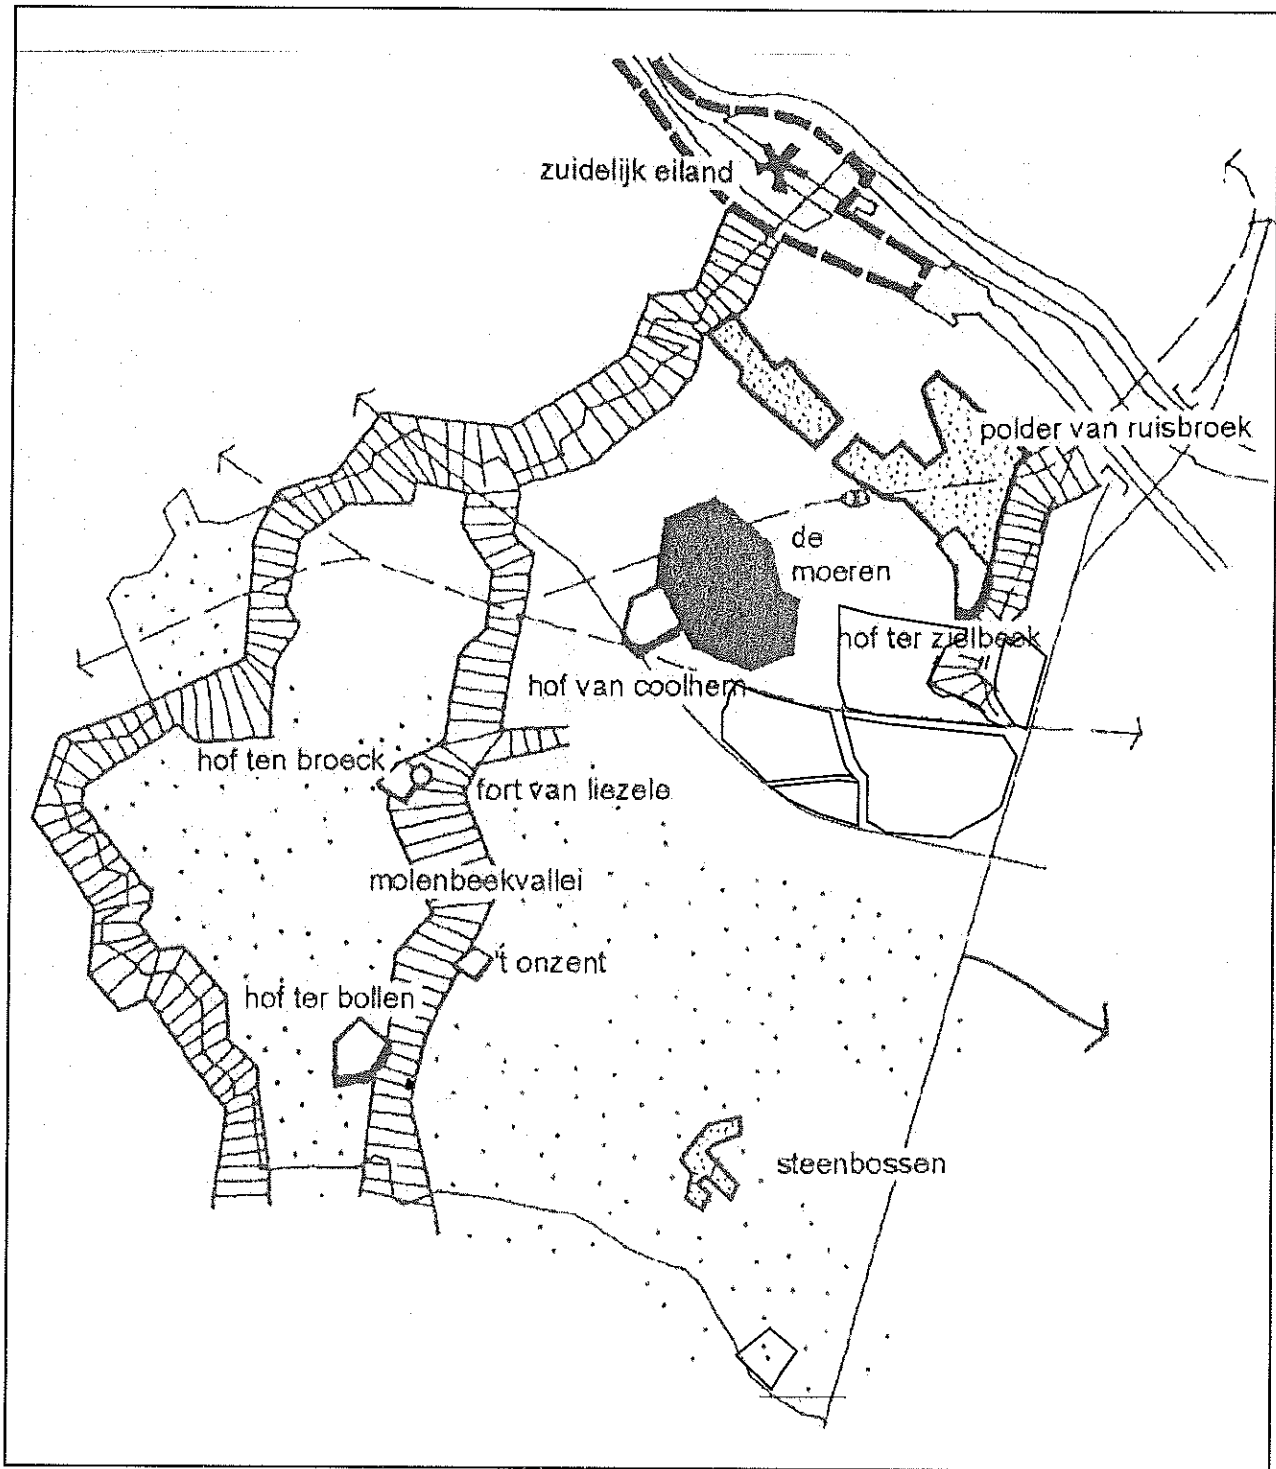 zuidelijk eiland
polder van ruisbroek
de
moeren
hof ter zielbeek
hof van coolhem
hof ten broeck
fort van liezele
molenbeekvallei
't onzent
hof ter bollen
steenbossen